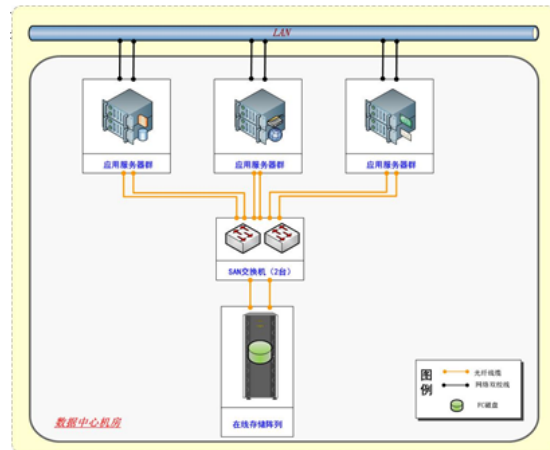 LAN
应用服务器群
应用服务器群
应用服务器群
SAN交换机（2台）
在线存储阵列
数据中心机房
图例
光纤线缆
网络双绞线
FC磁盘